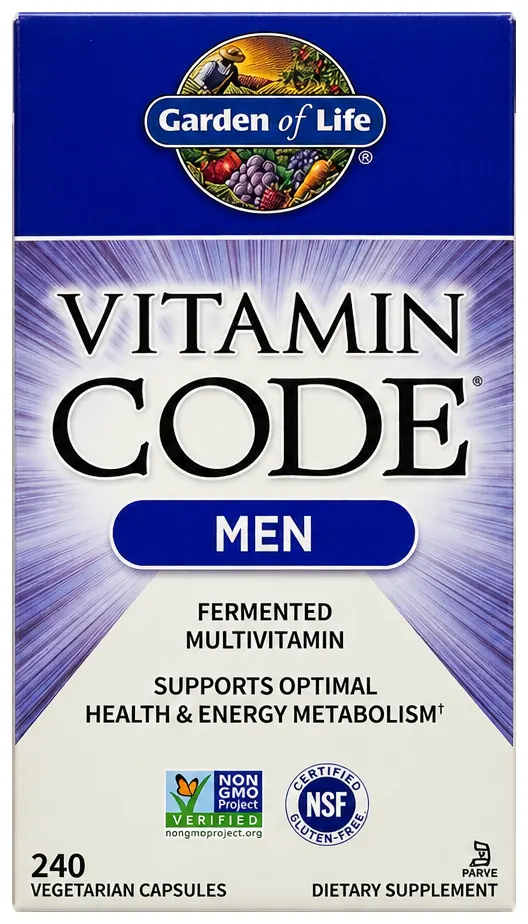 Garden of Life
®
VITAMIN
CODE®
MEN
FERMENTED
MULTIVITAMIN
SUPPORTS OPTIMAL
HEALTH & ENERGY METABOLISM†
NON
GMO
Project
VERIFIED
nongmoproject.org
CERTIFIED
NSF
GLUTEN-FREE
240
VEGETARIAN CAPSULES
PARVE
DIETARY SUPPLEMENT